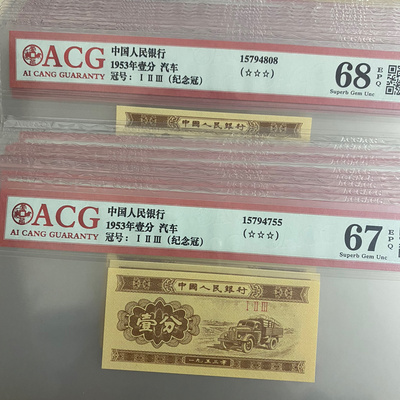 ACG
AI CANG GUARANTY
中国人民银行
1953年壹分 汽车
冠号：ⅠⅡⅢ（纪念冠）
15794808
(☆☆☆)
68
EPQ
Superb Gem Unc
中國人民銀行
ACG
AI CANG GUARANTY
中国人民银行
1953年壹分 汽车
冠号：ⅠⅡⅢ（纪念冠）
15794755
(☆☆☆)
67
EPQ
Superb Gem Unc
中國人民銀行
ⅠⅡⅢ
壹分
一九五三年